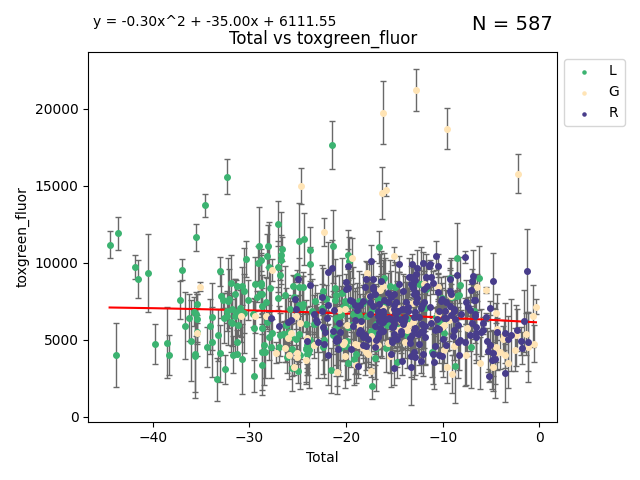 y = -0.30x^2 + -35.00x + 6111.55
N = 587
Total vs toxgreen_fluor
L
G
R
toxgreen_fluor
20000
15000
10000
5000
0
−40
−30
−20
−10
0
Total